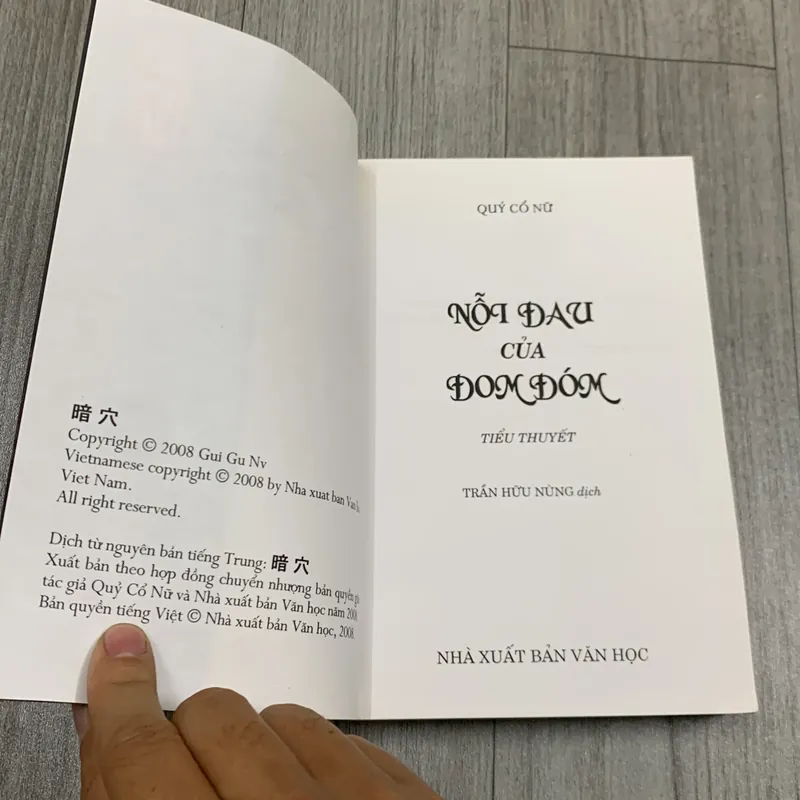 暗穴
Copyright © 2008 Gui Gu Nv
Vietnamese copyright © 2008 by Nha xuat ban Van
Viet Nam.
All right reserved.
Dịch từ nguyên bản tiếng Trung: 暗穴
Xuất bản theo hợp đồng chuyển nhượng bản quyền
tác giả Quỷ Cổ Nữ và Nhà xuất bản Văn học năm
Bản quyền tiếng Việt © Nhà xuất bản Văn học, 2008.
QUÝ CỔ NỮ
NỖI ĐAU
CỦA
ĐOM ĐÓM
TIỂU THUYẾT
TRẦN HỮU NÙNG dịch
NHÀ XUẤT BẢN VĂN HỌC